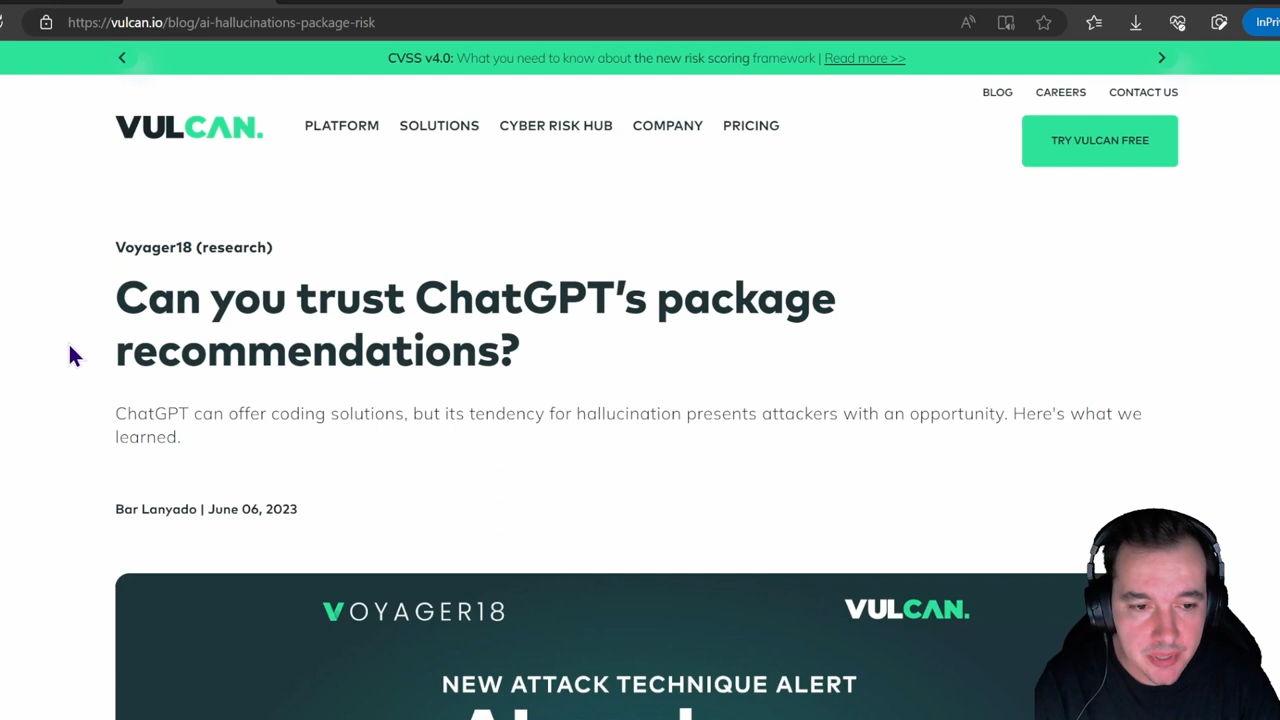 https://vulcan.io/blog/ai-hallucinations-package-risk
CVSS v4.0: What you need to know about the new risk scoring framework | Read more >>
BLOG CAREERS CONTACT US
VULCAN. PLATFORM SOLUTIONS CYBER RISK HUB COMPANY PRICING
TRY VULCAN FREE
Voyager18 (research)
Can you trust ChatGPT's package
recommendations?
ChatGPT can offer coding solutions, but its tendency for hallucination presents attackers with an opportunity. Here's what we
learned.
Bar Lanyado | June 06, 2023
VOYAGER18 VULCAN.
NEW ATTACK TECHNIQUE ALERT